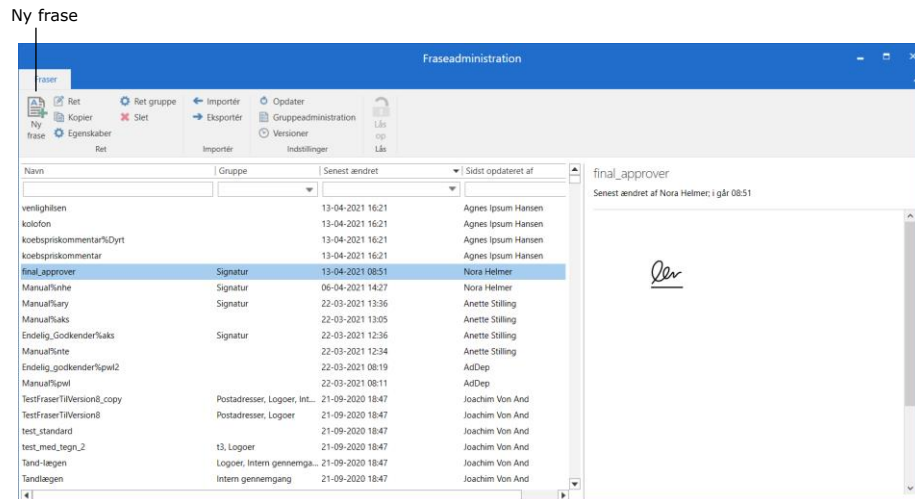 Ny frase
Fraseadministration
Fraser
Ny frase
Ret
Kopier
Egenskaber
Ret gruppe
Slet
Ret
Importér
Eksportér
Importér
Opdater
Gruppeadministration
Versioner
Indstillinger
Lås op
Lås
Navn Gruppe Senest ændret Sidst opdateret af
venlighilsen 13-04-2021 16:21 Agnes Ipsum Hansen
kolofon 13-04-2021 16:21 Agnes Ipsum Hansen
koebspriskommentar%Dyrt 13-04-2021 16:21 Agnes Ipsum Hansen
koebspriskommentar 13-04-2021 16:21 Agnes Ipsum Hansen
final_approver Signatur 13-04-2021 08:51 Nora Helmer
Manual%nhe Signatur 06-04-2021 14:27 Nora Helmer
Manual%ary Signatur 22-03-2021 13:36 Anette Stilling
Manual%aks 22-03-2021 13:05 Anette Stilling
Endelig_Godkender%aks Signatur 22-03-2021 12:36 Anette Stilling
Manual%nte 22-03-2021 12:34 Anette Stilling
Endelig_godkender%pwl2 22-03-2021 08:19 AdDep
Manual%pwl 22-03-2021 08:11 AdDep
TestFraserTilVersion8_copy Postadresser, Logoer, Int... 21-09-2020 18:47 Joachim Von And
TestFraserTilVersion8 Postadresser, Logoer 21-09-2020 18:47 Joachim Von And
test_standard 21-09-2020 18:47 Joachim Von And
test_med_tegn_2 t3, Logoer 21-09-2020 18:47 Joachim Von And
Tand-lægen Logoer, Intern gennemga... 21-09-2020 18:47 Joachim Von And
Tandlægen Intern gennemgang 21-09-2020 18:47 Joachim Von And
final_approver
Senest ændret af Nora Helmer; i går 08:51